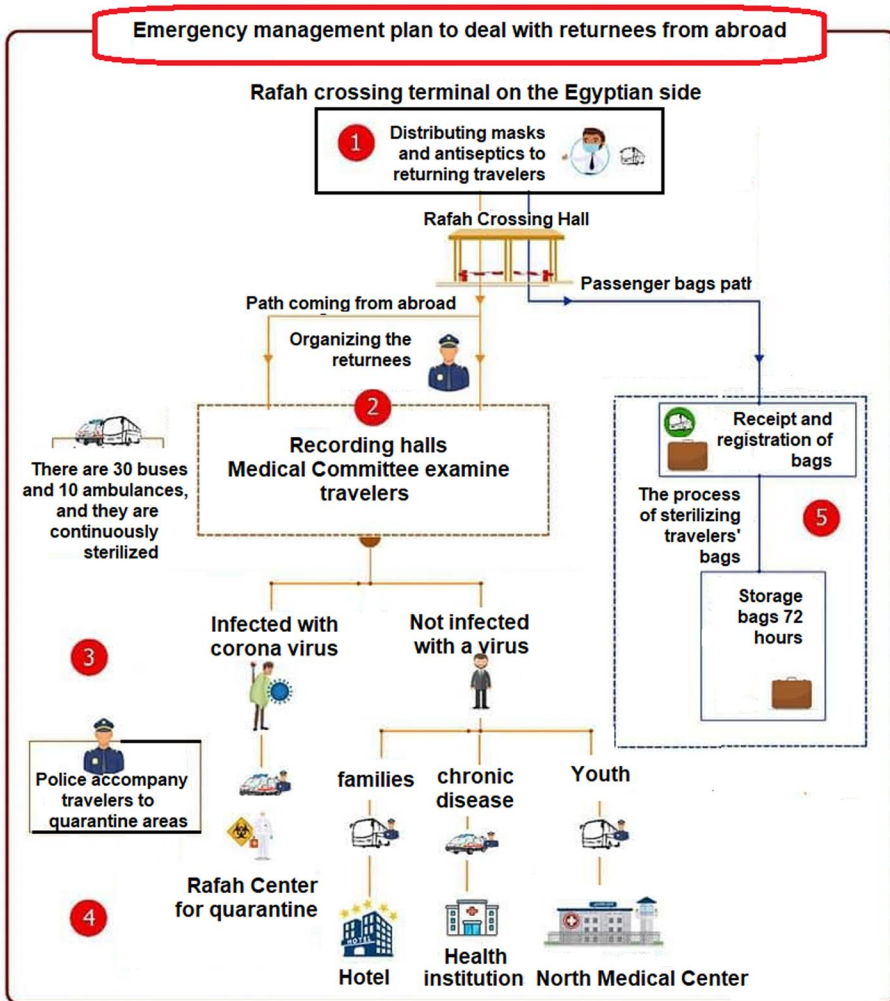 Emergency management plan to deal with returnees from abroad
Rafah crossing terminal on the Egyptian side
1
Distributing masks
and antiseptics to
returning travelers
Rafah Crossing Hall
Passenger bags path
Path coming from abroad
Organizing the
returnees
2
Recording halls
Medical Committee examine
travelers
There are 30 buses
and 10 ambulances,
and they are
continuously
sterilized
Receipt and
registration of
bags
The process
of sterilizing
travelers'
bags
5
Storage
bags 72
hours
Infected with
corona virus
Not infected
with a virus
3
Police accompany
travelers to
quarantine areas
families
chronic
disease
Youth
Rafah Center
for quarantine
4
HOTEL
Hotel
Health
institution
North Medical Center